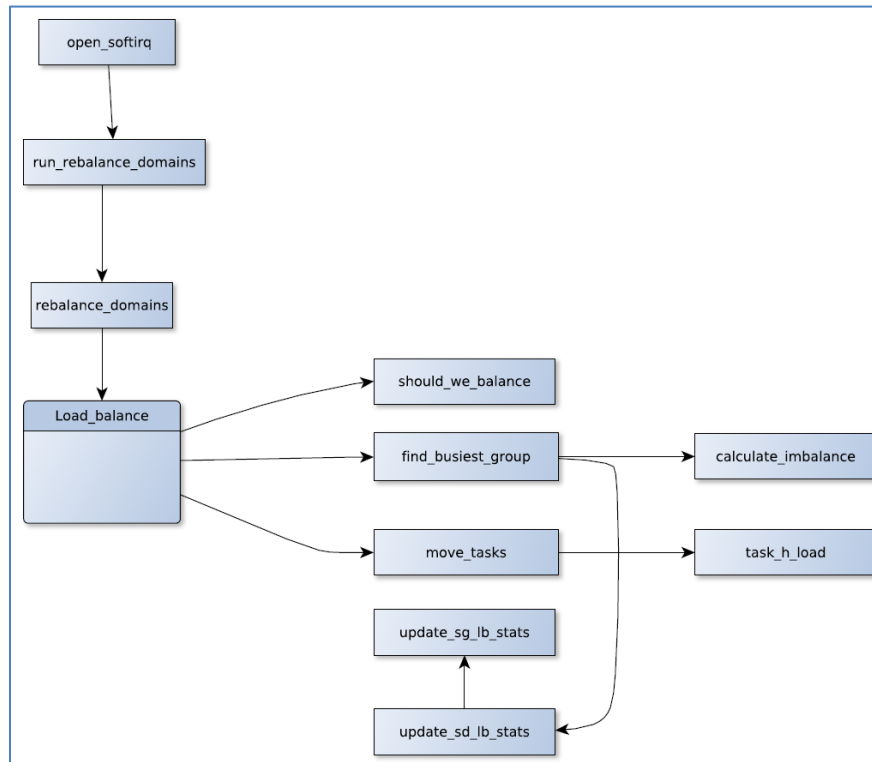 open_softirq
run_rebalance_domains
rebalance_domains
Load_balance
should_we_balance
find_busiest_group
calculate_imbalance
move_tasks
task_h_load
update_sg_lb_stats
update_sd_lb_stats